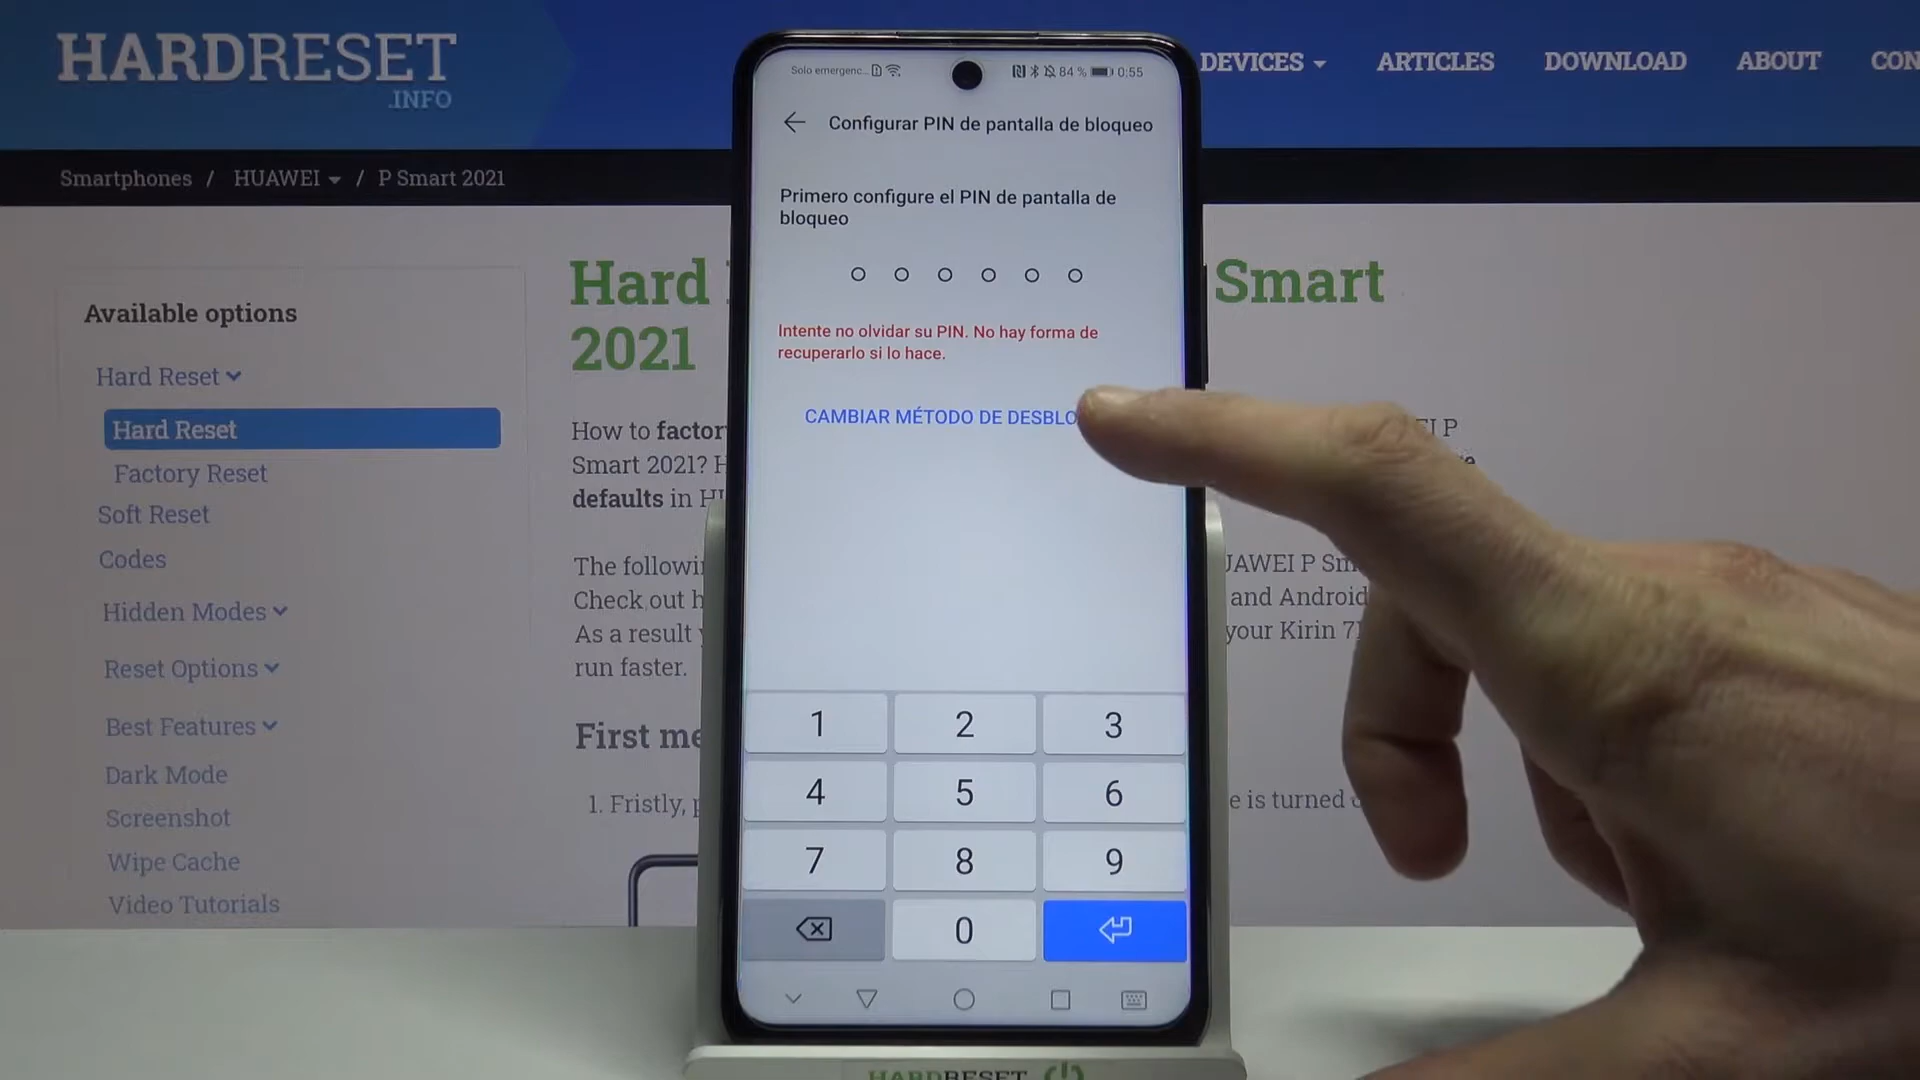 HARDRESET
.INFO
DEVICES
ARTICLES
DOWNLOAD
ABOUT
Smartphones / HUAWEI / P Smart 2021
Available options
Hard Reset
Hard Reset
Factory Reset
Soft Reset
Codes
Hidden Modes
Reset Options
Best Features
Dark Mode
Screenshot
Wipe Cache
Video Tutorials
Hard
Smart
2021
How to
Smart 2021?
defaults in
P
The
Check out
As a result
run faster.
P
and Android
your Kirin
First
1. Fristly,
is turned
Solo emergenc...
84 %
0:55
Configurar PIN de pantalla de bloqueo
Primero configure el PIN de pantalla de
bloqueo
Intente no olvidar su PIN. No hay forma de
recuperarlo si lo hace.
CAMBIAR MÉTODO DE
1 2 3
4 5 6
7 8 9
0
HARDRESET